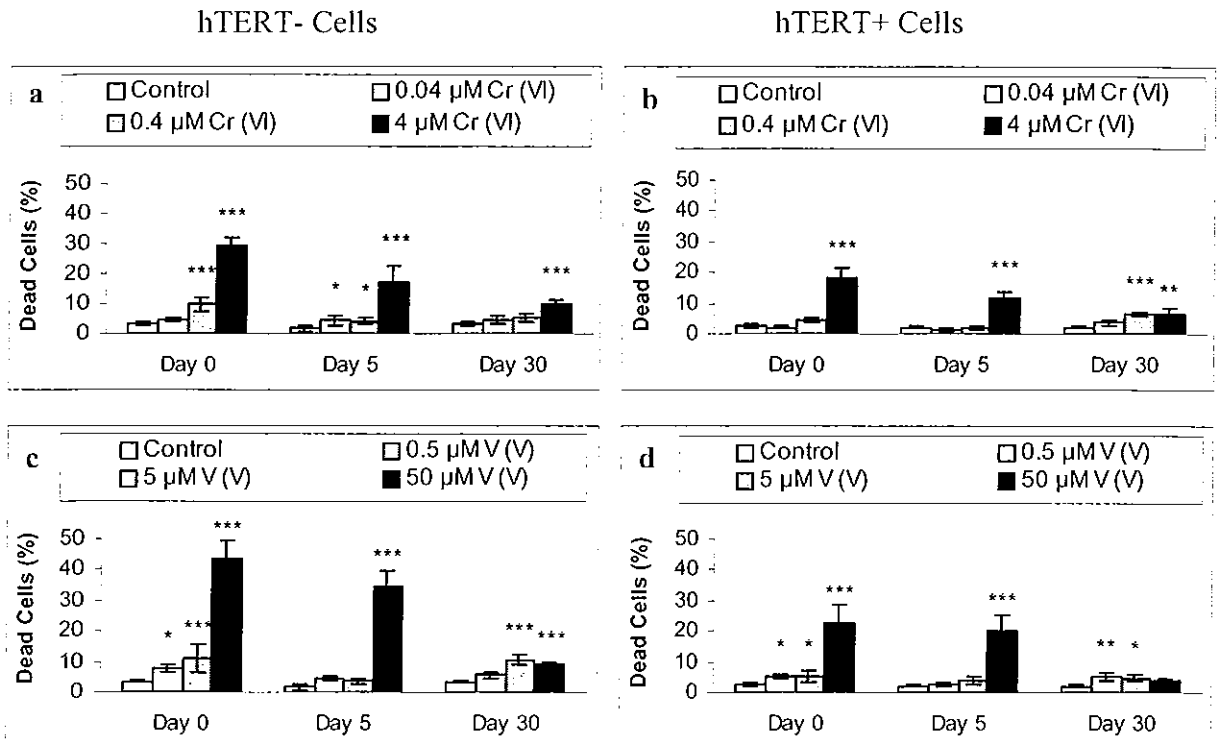 hTERT- Cells
hTERT+ Cells
a
Control
0.04 µM Cr (VI)
0.4 µM Cr (VI)
4 µM Cr (VI)
Dead Cells (%)
50
40
30
20
10
0
***
***
*
*
***
***
Day 0
Day 5
Day 30
b
Control
0.04 µM Cr (VI)
0.4 µM Cr (VI)
4 µM Cr (VI)
Dead Cells (%)
50
40
30
20
10
0
***
***
***
**
Day 0
Day 5
Day 30
c
Control
0.5 µM V (V)
5 µM V (V)
50 µM V (V)
Dead Cells (%)
50
40
30
20
10
0
*
***
***
***
***
***
Day 0
Day 5
Day 30
d
Control
0.5 µM V (V)
5 µM V (V)
50 µM V (V)
Dead Cells (%)
50
40
30
20
10
0
*
*
***
***
**
*
Day 0
Day 5
Day 30